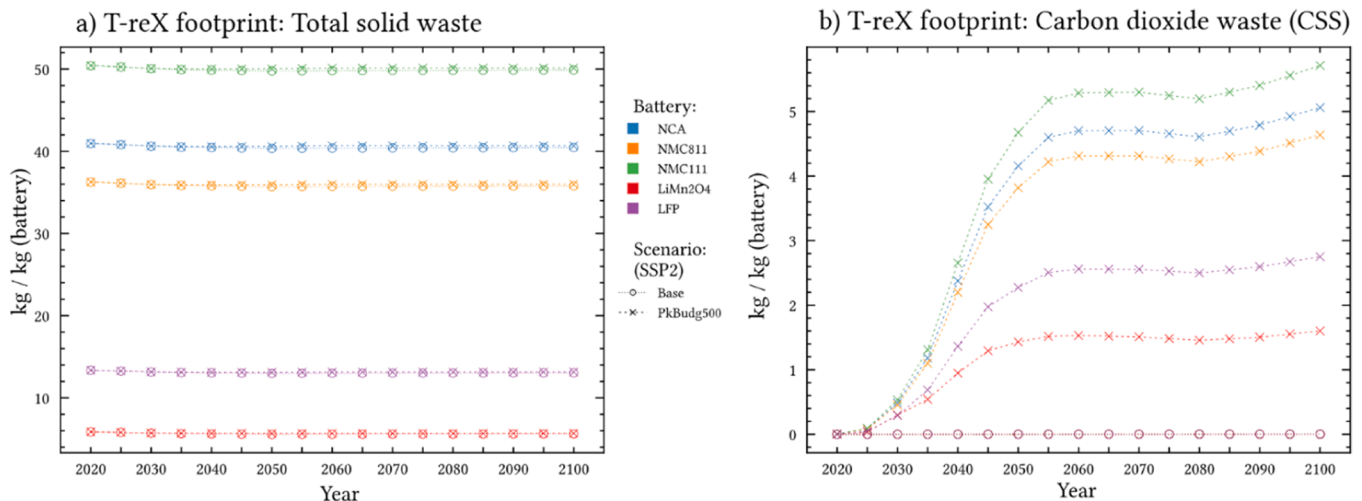 a) T-reX footprint: Total solid waste
kg / kg (battery)
50
40
30
20
10
2020 2030 2040 2050 2060 2070 2080 2090 2100
Year
Battery:
NCA
NMC811
NMC111
LiMn2O4
LFP
Scenario:
(SSP2)
Base
PkBudg500
b) T-reX footprint: Carbon dioxide waste (CSS)
kg / kg (battery)
5
4
3
2
1
0
2020 2030 2040 2050 2060 2070 2080 2090 2100
Year